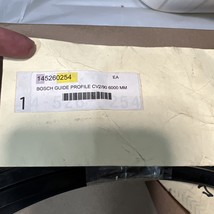 145260254 EA
BOSCH GUIDE PROFILE CV2/90 6000 MM
1